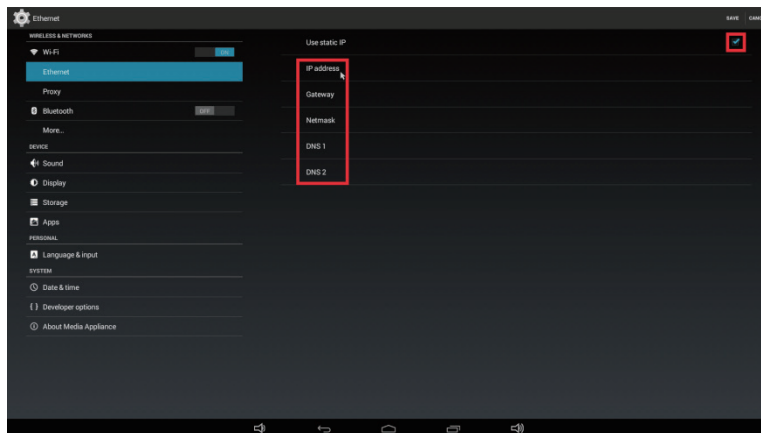 Ethernet
SAVE
WIRELESS & NETWORKS
Wi-Fi
ON
Ethernet
Proxy
Bluetooth
OFF
More...
DEVICE
Sound
Display
Storage
Apps
PERSONAL
A Language & input
SYSTEM
Date & time
{ } Developer options
About Media Appliance
Use static IP
IP address
Gateway
Netmask
DNS 1
DNS 2